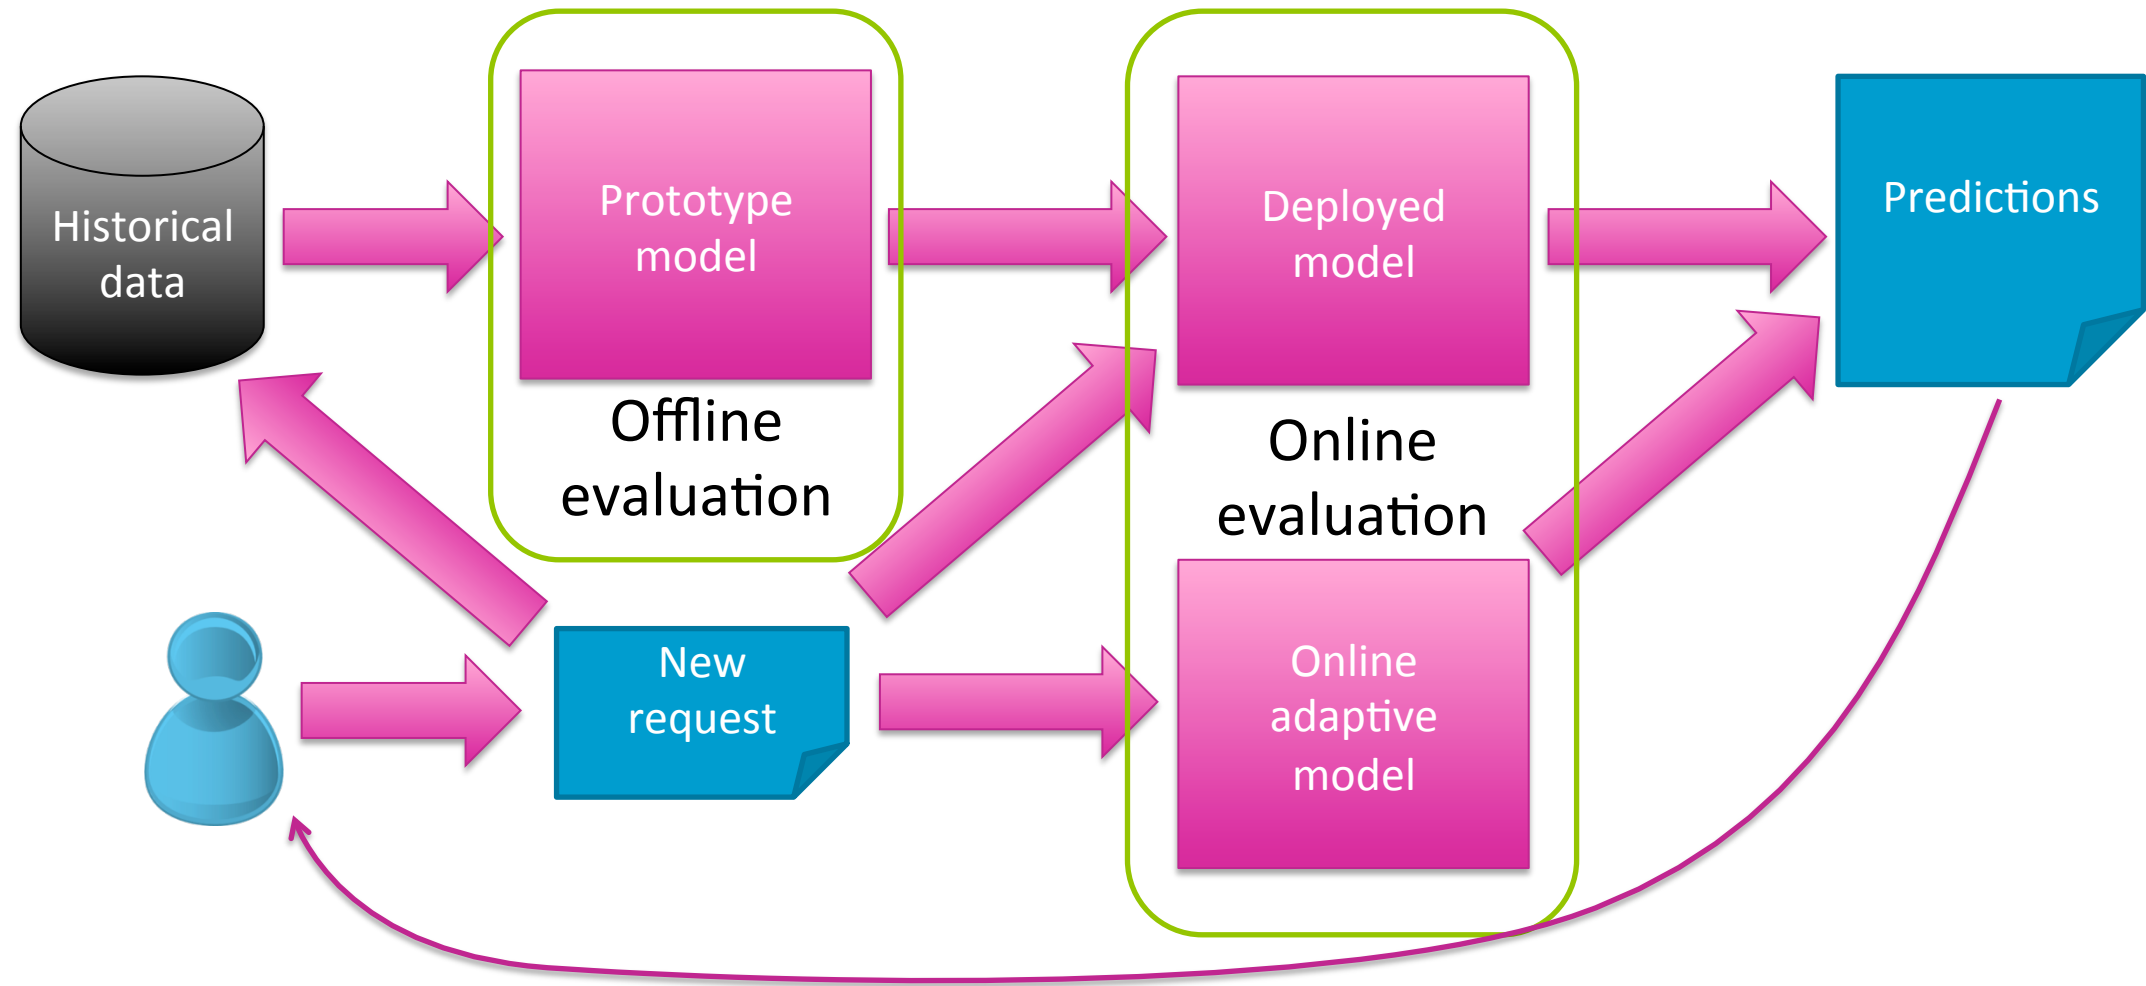 Historical
data
Prototype
model
Offline
evaluation
Deployed
model
Online
evaluation
Predictions
New
request
Online
adaptive
model